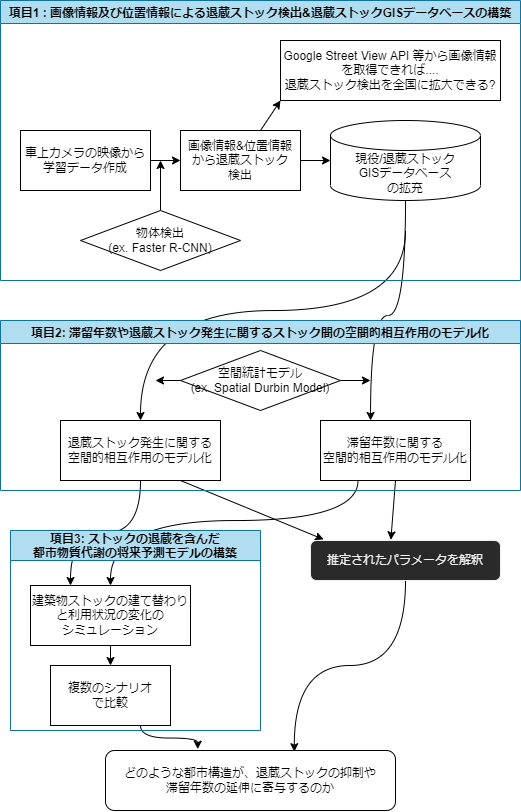 項目1 : 画像情報及び位置情報による退蔵ストック検出&退蔵ストックGISデータベースの構築
Google Street View API 等から画像情報
を取得できれば....
退蔵ストック検出を全国に拡大できる?
車上カメラの映像から
学習データ作成
画像情報&位置情報
から退蔵ストック
検出
現役/退蔵ストック
GISデータベース
の拡充
物体検出
(ex. Faster R-CNN)
項目2: 滞留年数や退蔵ストック発生に関するストック間の空間的相互作用のモデル化
空間統計モデル
(ex. Spatial Durbin Model)
退蔵ストック発生に関する
空間的相互作用のモデル化
滞留年数に関する
空間的相互作用のモデル化
項目3: ストックの退蔵を含んだ
都市物質代謝の将来予測モデルの構築
推定されたパラメータを解釈
建築物ストックの建て替わり
と利用状況の変化の
シミュレーション
複数のシナリオ
で比較
どのような都市構造が、退蔵ストックの抑制や
滞留年数の延伸に寄与するのか